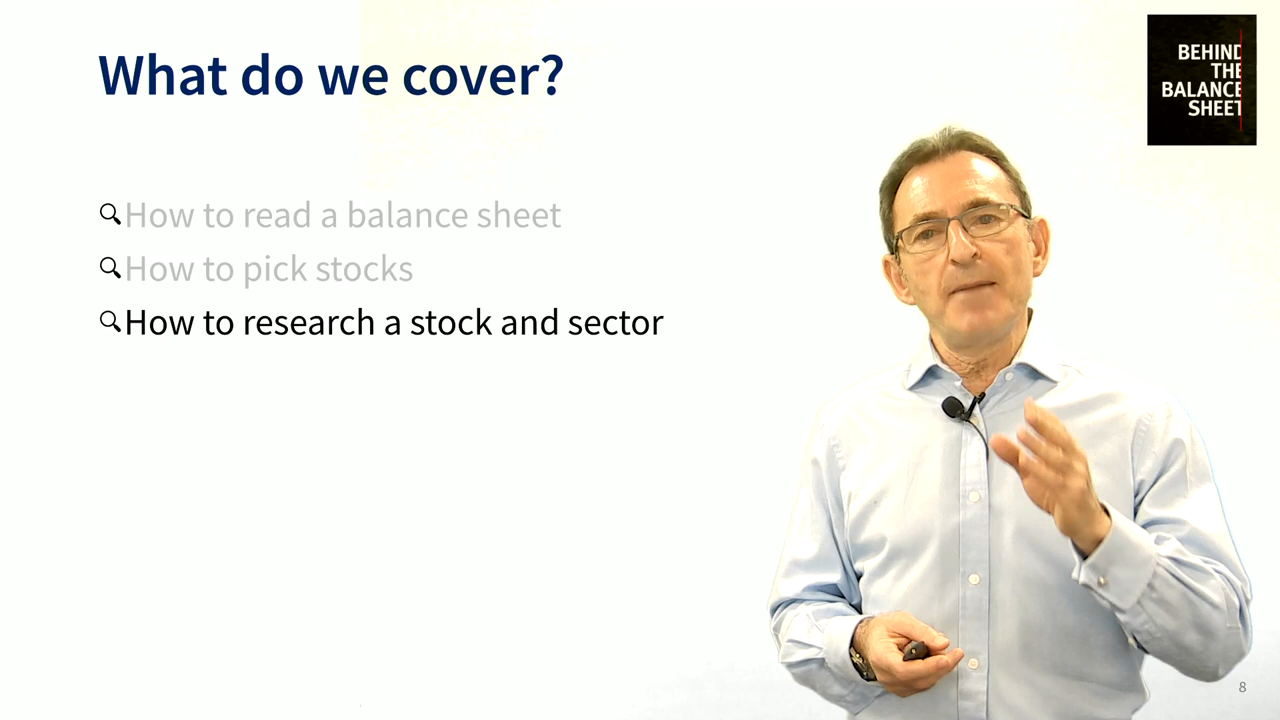 What do we cover?
BEHIND
THE
BALANCE
SHEET
How to read a balance sheet
How to pick stocks
How to research a stock and sector
8